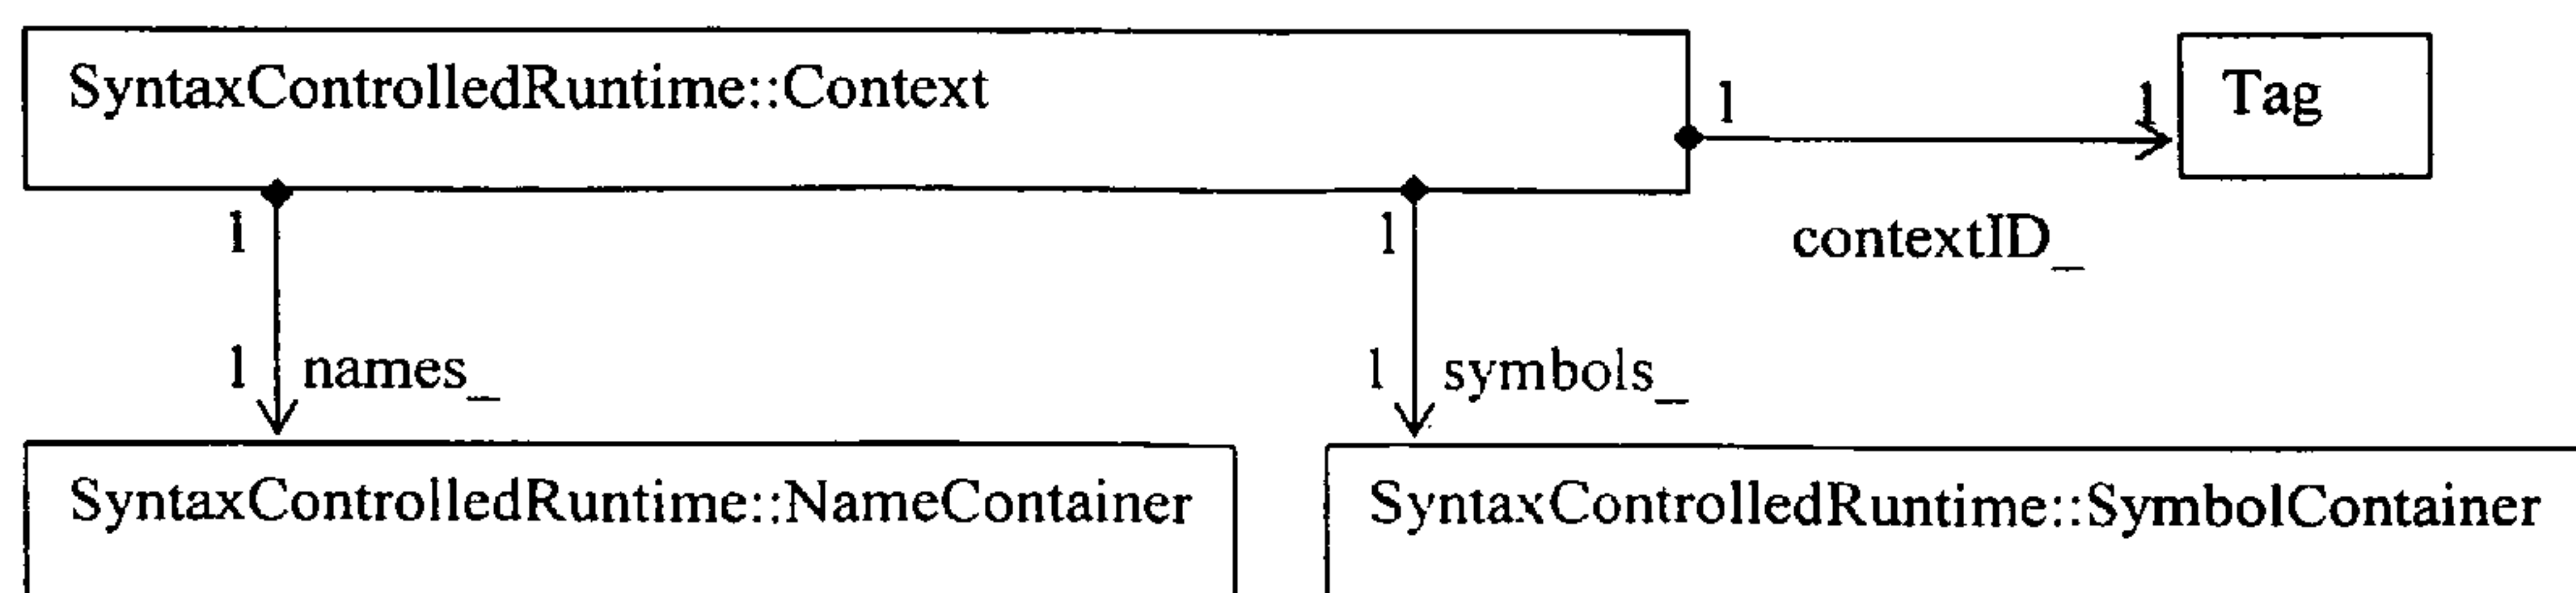 SyntaxControlledRuntime::Context
1
1
Tag
1
1
contextID_
1
names_
1
symbols_
SyntaxControlledRuntime::NameContainer
SyntaxControlledRuntime::SymbolContainer